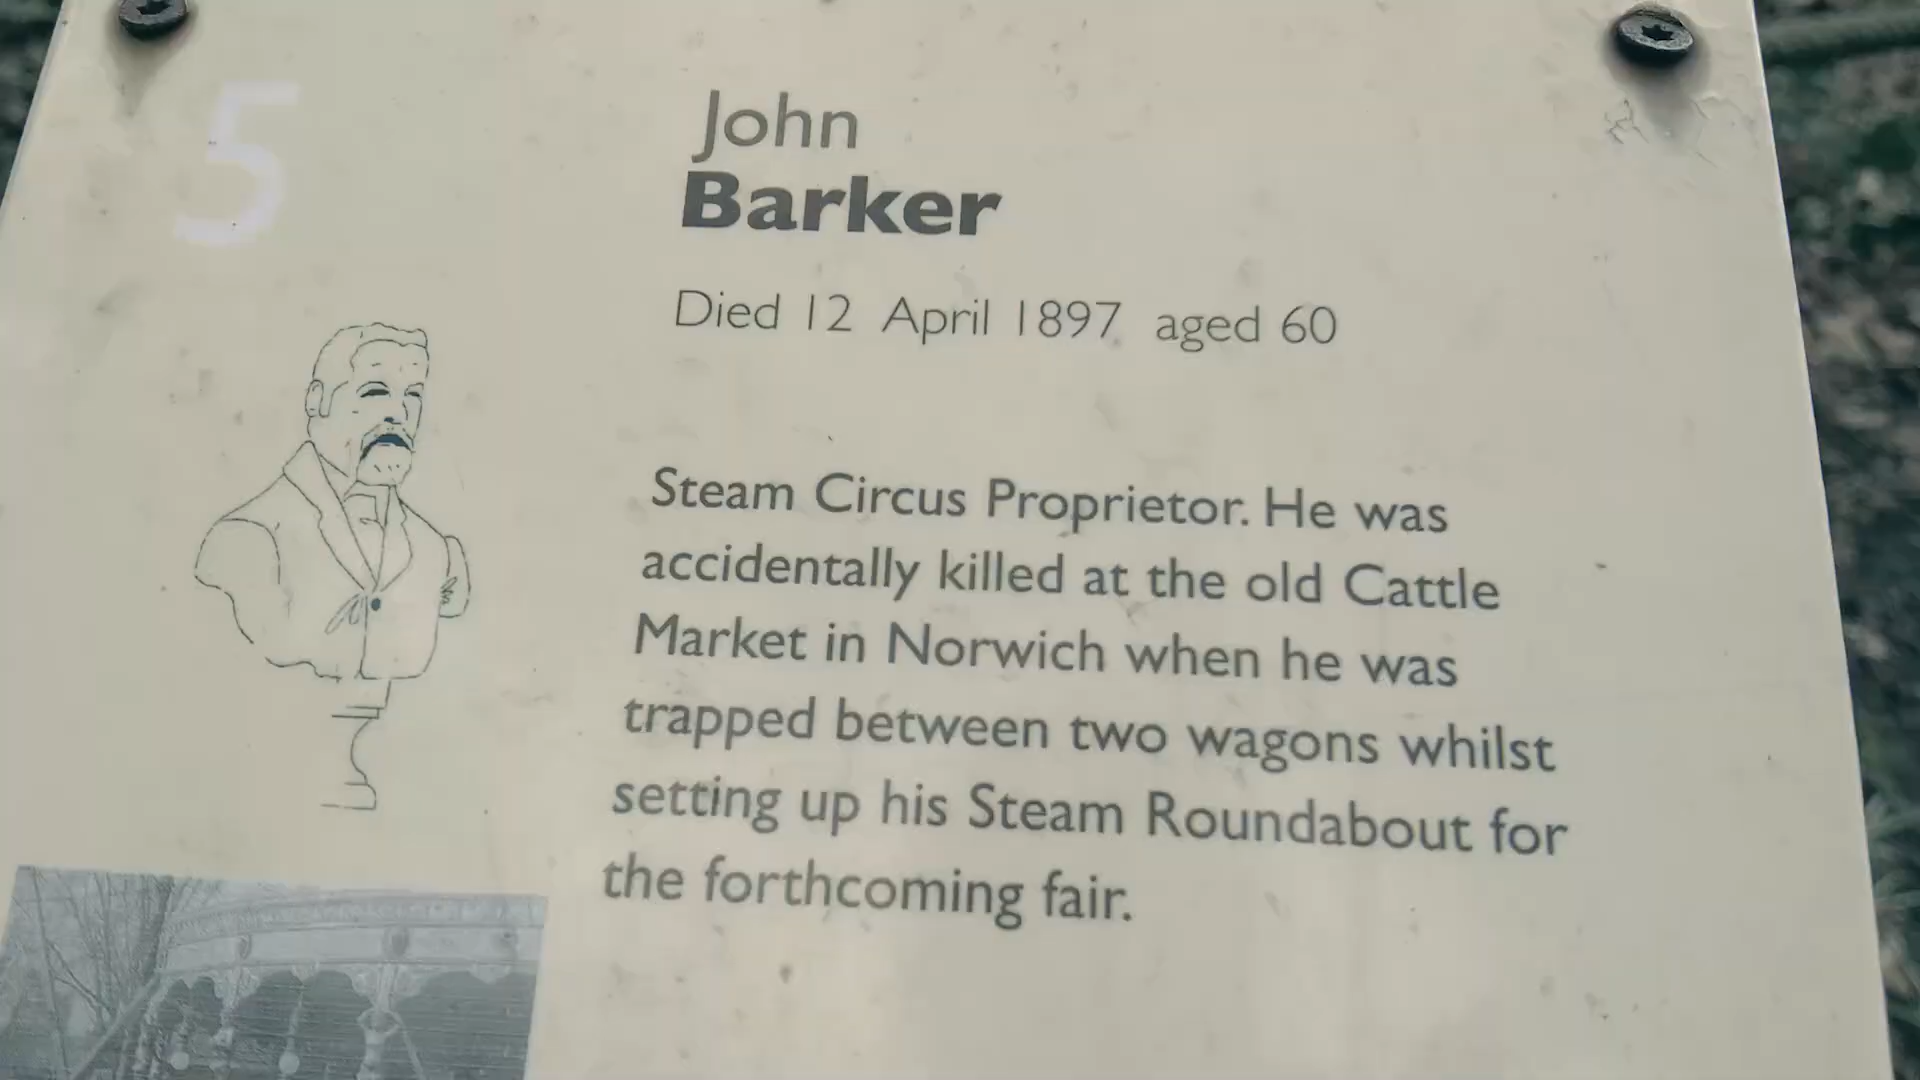 5
John
Barker
Died 12 April 1897 aged 60
Steam Circus Proprietor. He was
accidentally killed at the old Cattle
Market in Norwich when he was
trapped between two wagons whilst
setting up his Steam Roundabout for
the forthcoming fair.